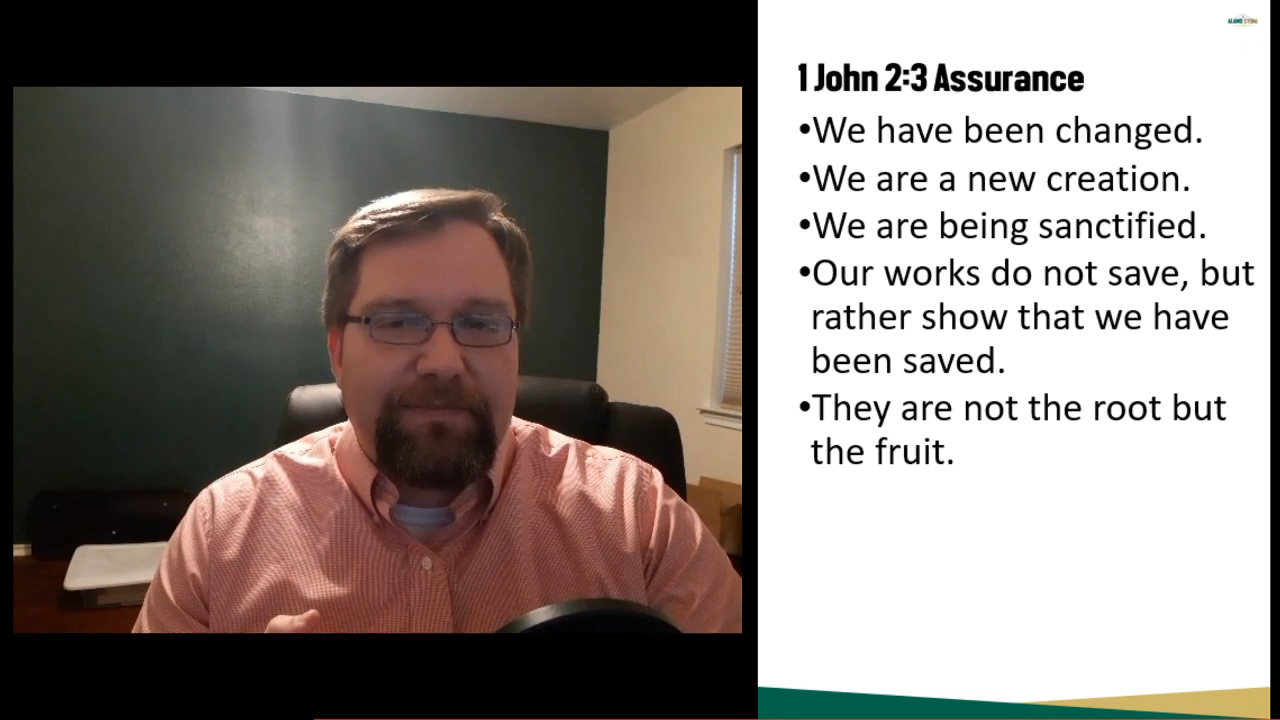 ALAMO
1 John 2:3 Assurance
•We have been changed.
•We are a new creation.
•We are being sanctified.
•Our works do not save, but
rather show that we have
been saved.
•They are not the root but
the fruit.